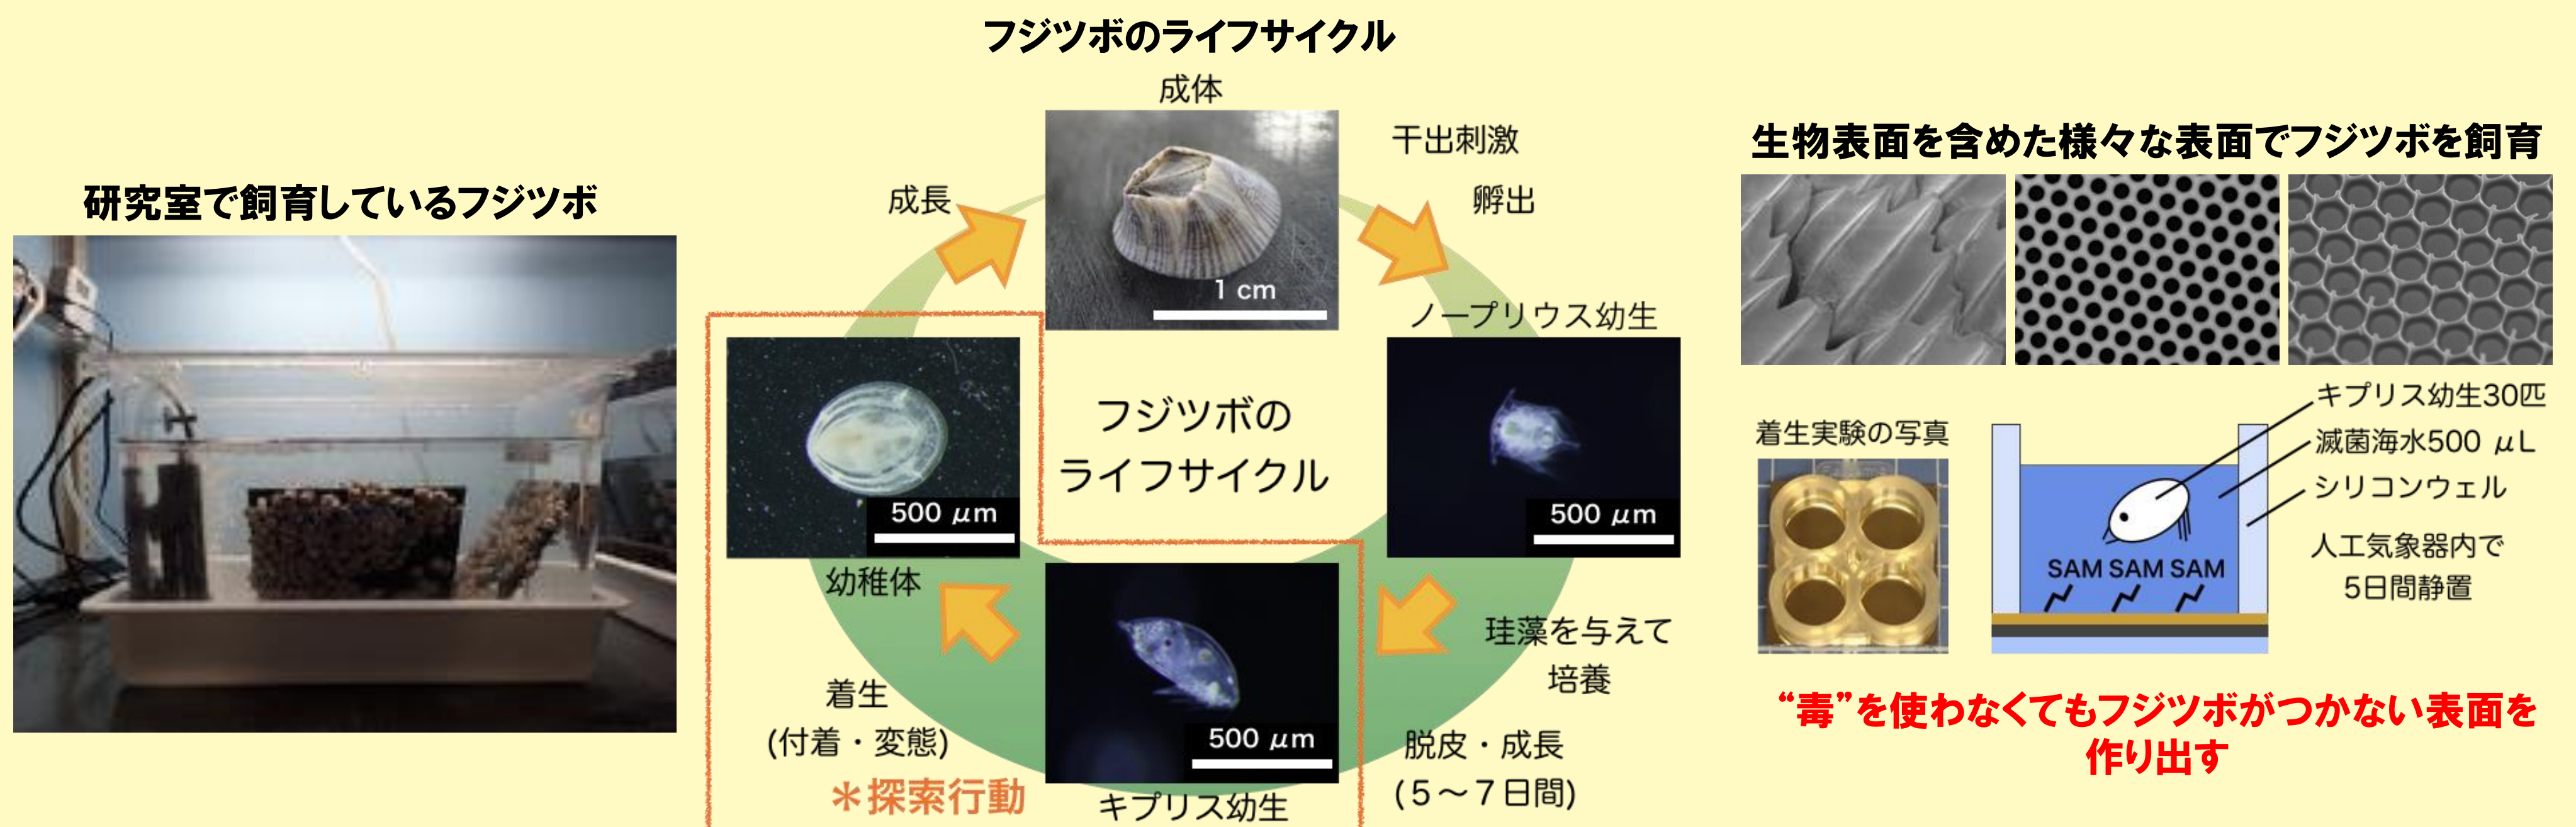 研究室で飼育しているフジツボ
フジツボのライフサイクル
成体
1 cm
干出刺激
孵出
ノープリウス幼生
500 μm
珪藻を与えて
培養
脱皮・成長
(５～７日間)
キプリス幼生
500 μm
着生
(付着・変態)
＊探索行動
幼稚体
500 μm
成長
フジツボの
ライフサイクル
生物表面を含めた様々な表面でフジツボを飼育
着生実験の写真
キプリス幼生30匹
滅菌海水500 μL
シリコンウェル
人工気象器内で
5日間静置
SAM SAM SAM
“毒”を使わなくてもフジツボがつかない表面を
作り出す